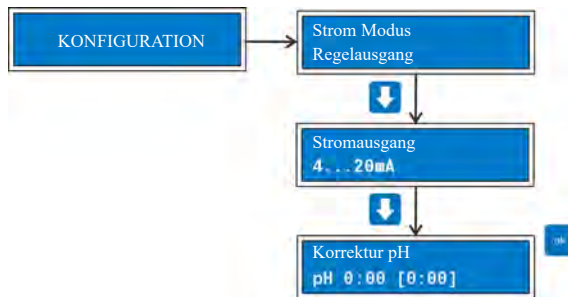 KONFIGURATION
Strom Modus
Regelausgang
Stromausgang
4...20mA
Korrektur pH
pH 0:00 [0:00]